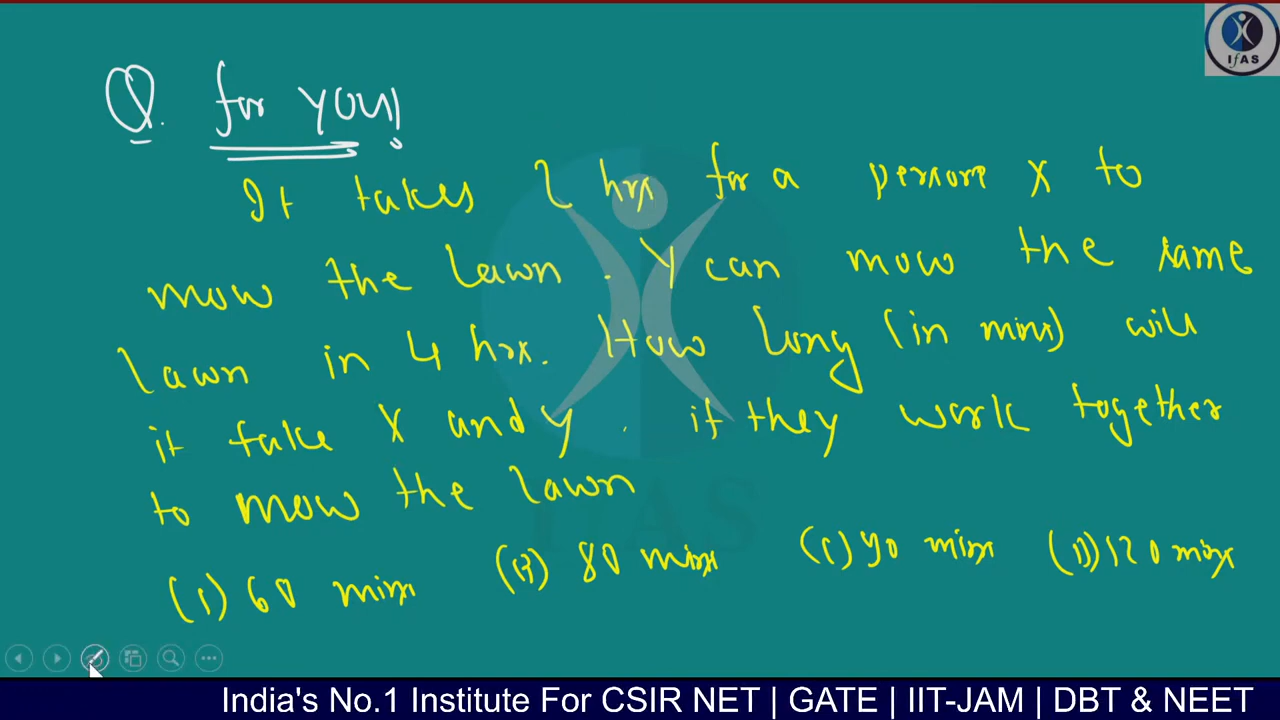 IFAS
Q. for you!
It takes 2 hrs for a person X to
mow the lawn. Y can mow the same
lawn in 4 hrs. How long (in mins) will
it take X and Y. if they work together
to mow the lawn
(1) 60 mins (B) 80 mins (C) 90 mins (D) 120 mins
IFAS
India's No.1 Institute For CSIR NET | GATE | IIT-JAM | DBT & NEET